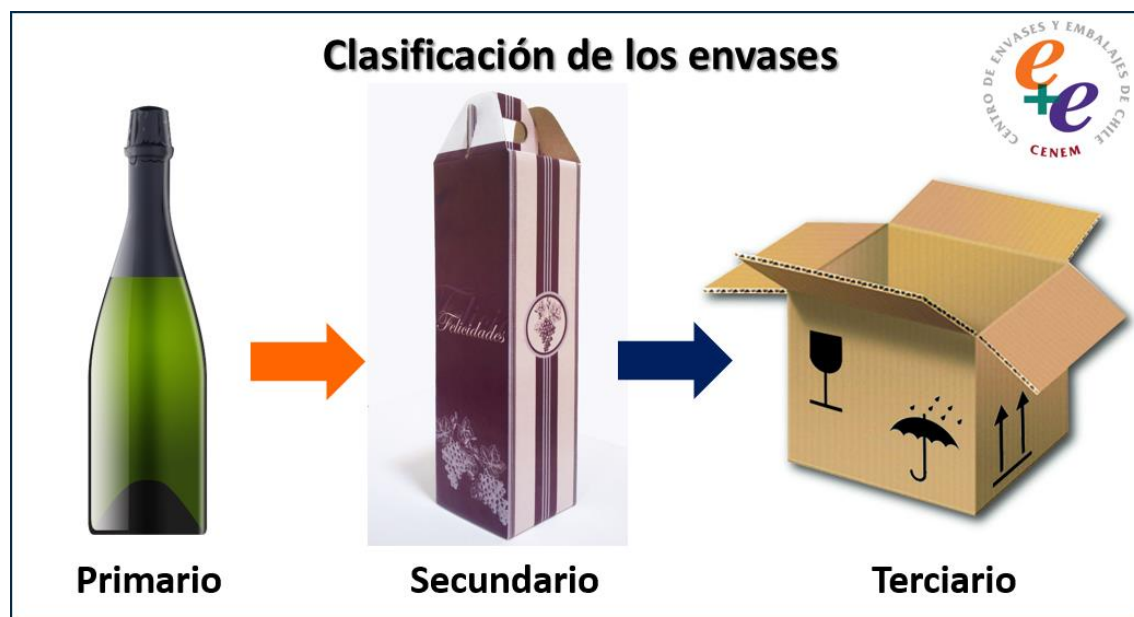 Clasificación de los envases
CENTRO DE ENVASES Y EMBALAJES DE CHILE
e+e
CENEM
Felicidades
Primario
Secundario
Terciario